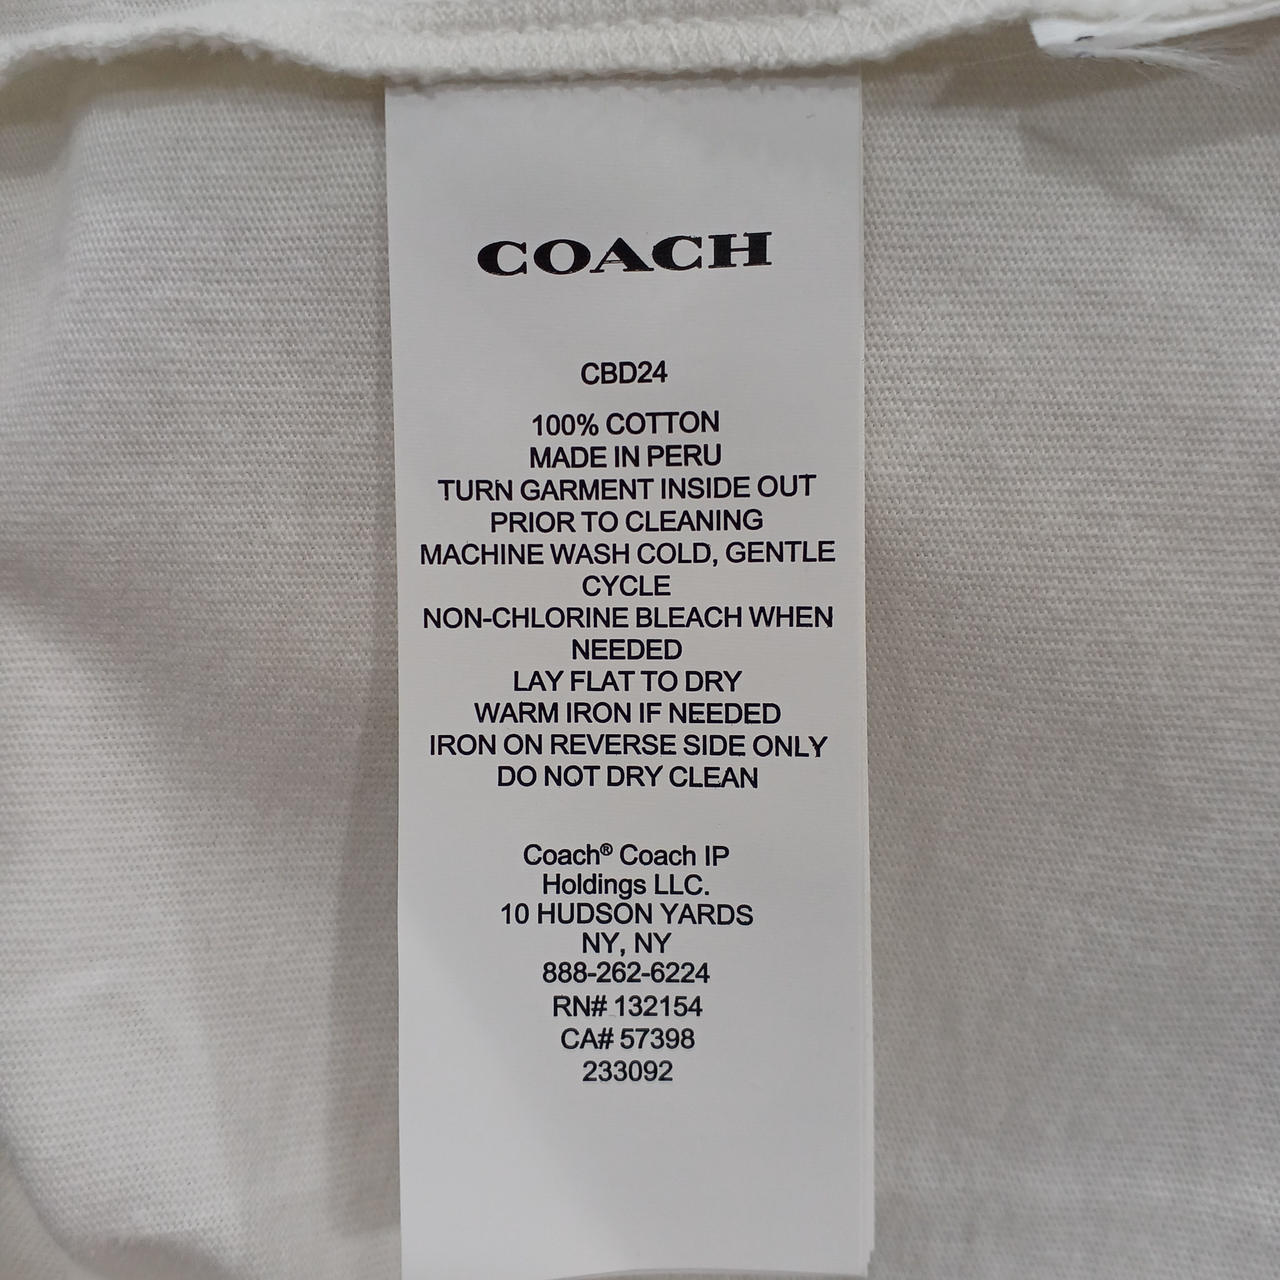 COACH
CBD24
100% COTTON
MADE IN PERU
TURN GARMENT INSIDE OUT
PRIOR TO CLEANING
MACHINE WASH COLD, GENTLE
CYCLE
NON-CHLORINE BLEACH WHEN
NEEDED
LAY FLAT TO DRY
WARM IRON IF NEEDED
IRON ON REVERSE SIDE ONLY
DO NOT DRY CLEAN
Coach® Coach IP
Holdings LLC.
10 HUDSON YARDS
NY, NY
888-262-6224
RN# 132154
CA# 57398
233092